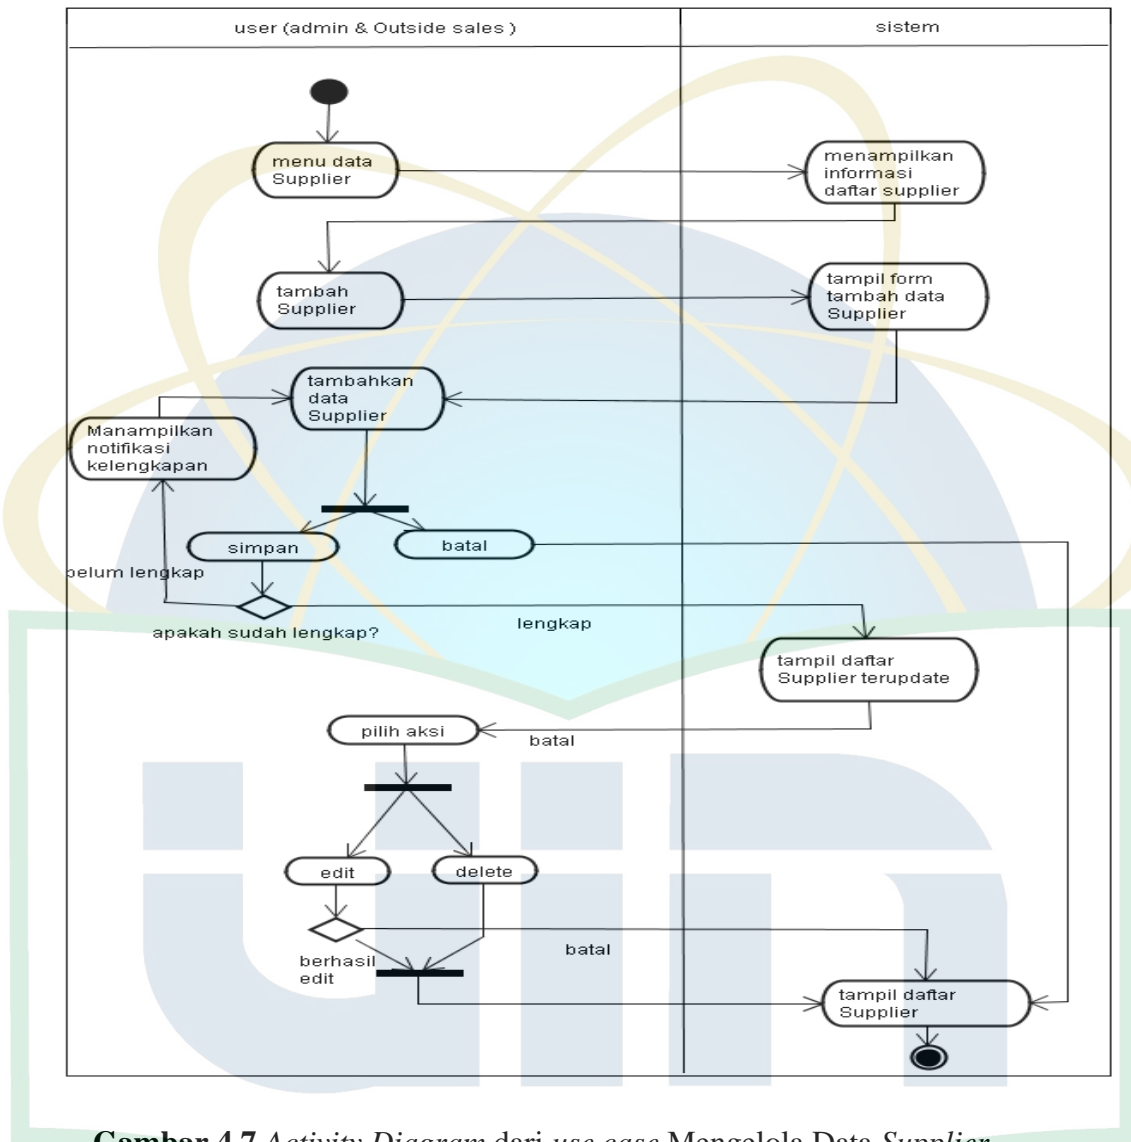 user (admin & Outside sales )
sistem
menu data
Supplier
menampilkan
informasi
daftar supplier
tambah
Supplier
tampil form
tambah data
Supplier
tambahkan
data
Supplier
Manampilkan
notifikasi
kelengkapan
simpan
batal
belum lengkap
apakah sudah lengkap?
lengkap
tampil daftar
Supplier terupdate
pilih aksi
batal
edit
delete
berhasil
edit
batal
tampil daftar
Supplier
Gambar 4.7 Activity Diagram dari use case Mengelola Data Supplier
uin